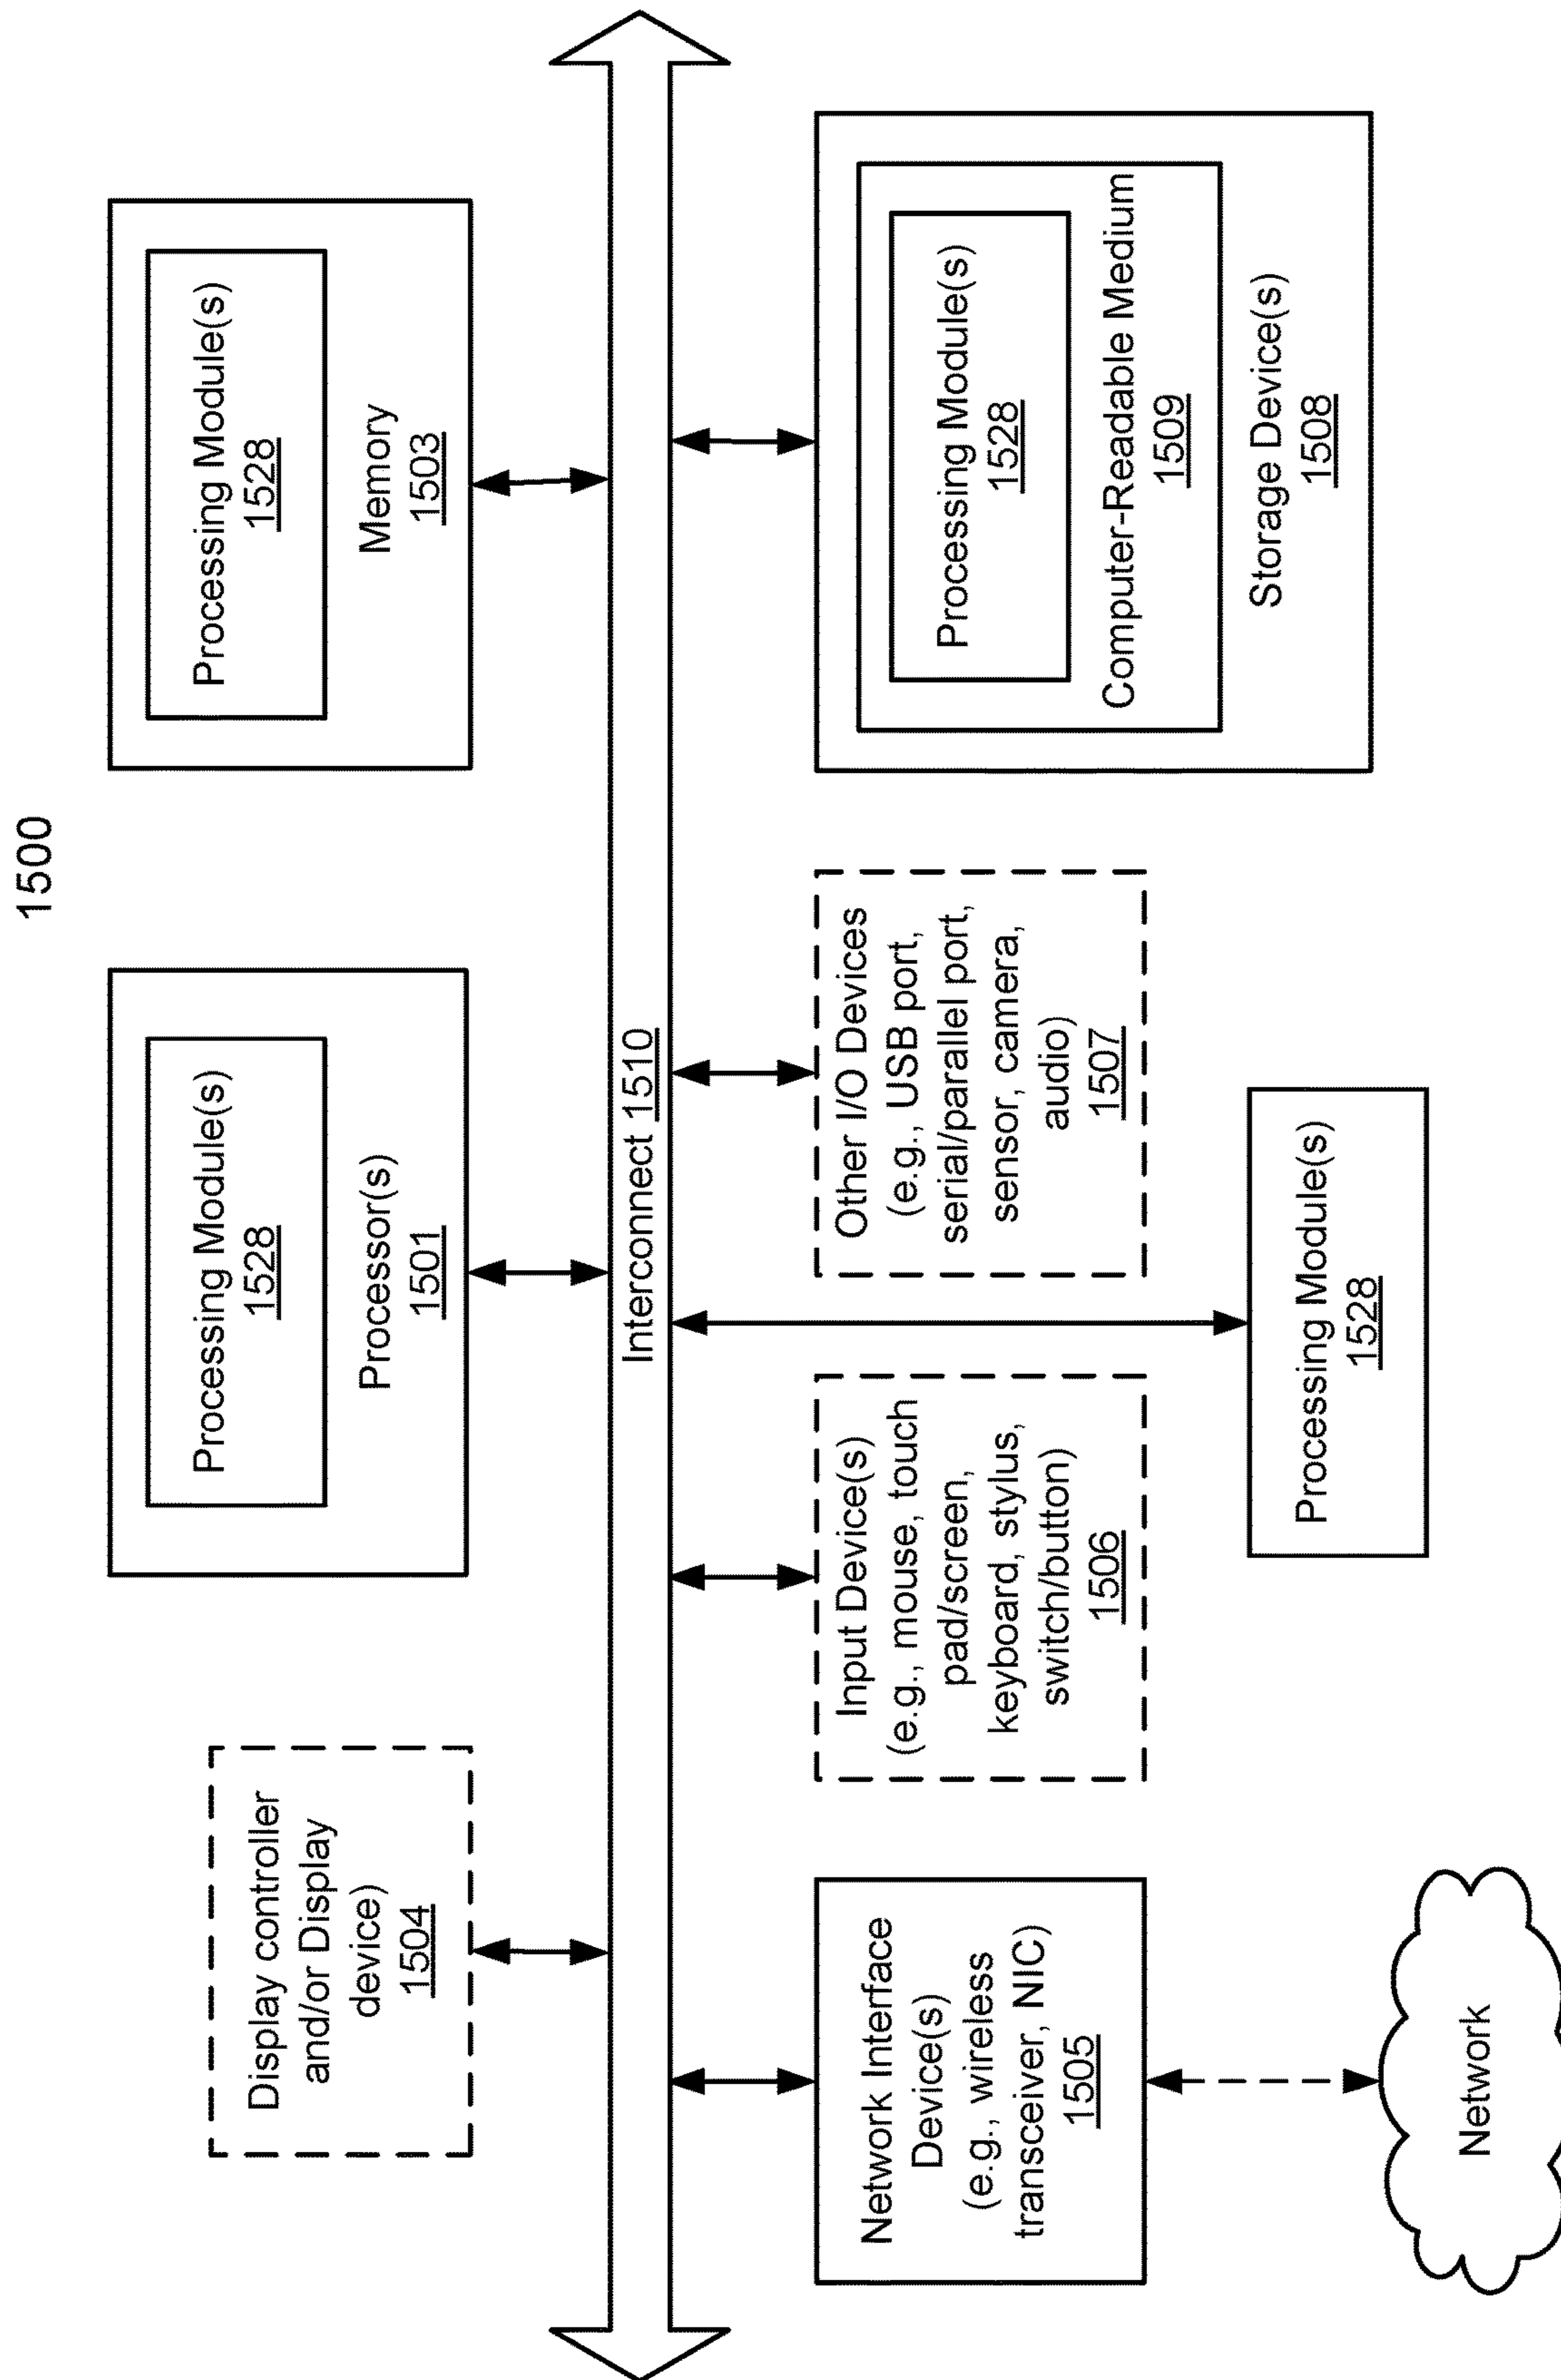 1500
Processing Module(s)
1528
Processor(s)
1501
Processing Module(s)
1528
Memory
1503
Display controller
and/or Display
device)
1504
Interconnect 1510
Network Interface
Device(s)
(e.g., wireless
transceiver, NIC)
1505
Input Device(s)
(e.g., mouse, touch
pad/screen,
keyboard, stylus,
switch/button)
1506
Other I/O Devices
(e.g., USB port,
serial/parallel port,
sensor, camera,
audio)
1507
Processing Module(s)
1528
Computer-Readable Medium
1509
Storage Device(s)
1508
Processing Module(s)
1528
Network